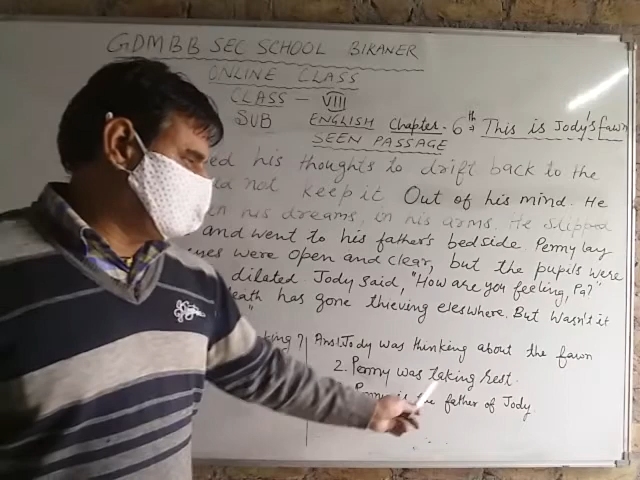 GDMBB SEC SCHOOL BIKANER
ONLINE CLASS
CLASS - VIII
SUB ENGLISH Chapter - 6th: This is Jody's fawn
SEEN PASSAGE
his thoughts to drift back to the
not keep it Out of his mind. He
in his dreams, in his arms. He slipped
and went to his father's bedside Penny lay
eyes were open and clear, but the pupils were
dilated. Jody said, "How are you feeling, Pa?"
death has gone thieving eleswhere. But Wasn't it
Ans1 Jody was thinking about the fawn
2. Penny was taking rest.
Penny is the father of Jody